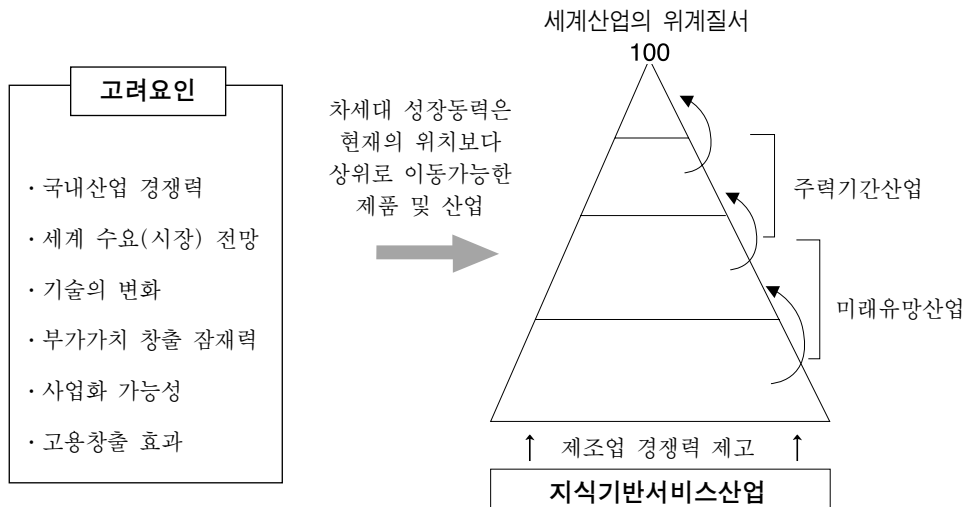 고려요인
· 국내산업 경쟁력
· 세계 수요(시장) 전망
· 기술의 변화
· 부가가치 창출 잠재력
· 사업화 가능성
· 고용창출 효과
차세대 성장동력은
현재의 위치보다
상위로 이동가능한
제품 및 산업
세계산업의 위계질서
100
주력기간산업
미래유망산업
↑ 제조업 경쟁력 제고 ↑
지식기반서비스산업